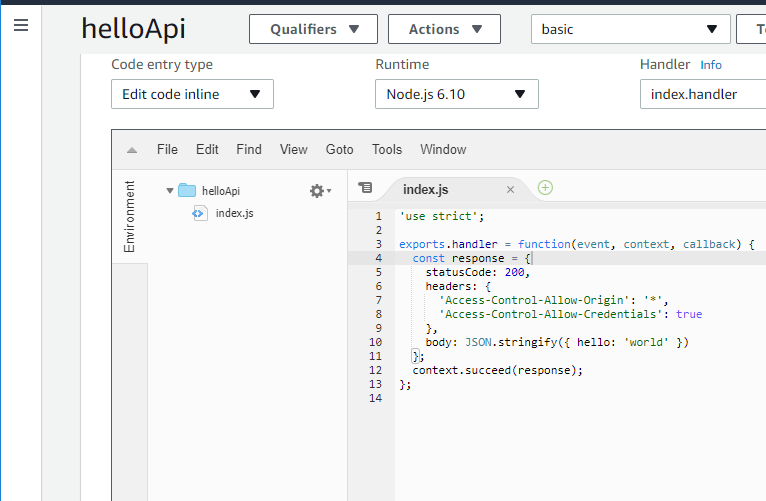 helloApi Qualifiers Actions basic
Code entry type Runtime Handler Info
Edit code inline Node.js 6.10 index.handler
File Edit Find View Goto Tools Window
Environment
helloApi
index.js
index.js
1 'use strict';
2
3 exports.handler = function(event, context, callback) {
4 const response = {
5 statusCode: 200,
6 headers: {
7 'Access-Control-Allow-Origin': '*',
8 'Access-Control-Allow-Credentials': true
9 },
10 body: JSON.stringify({ hello: 'world' })
11 };
12 context.succeed(response);
13 };
14